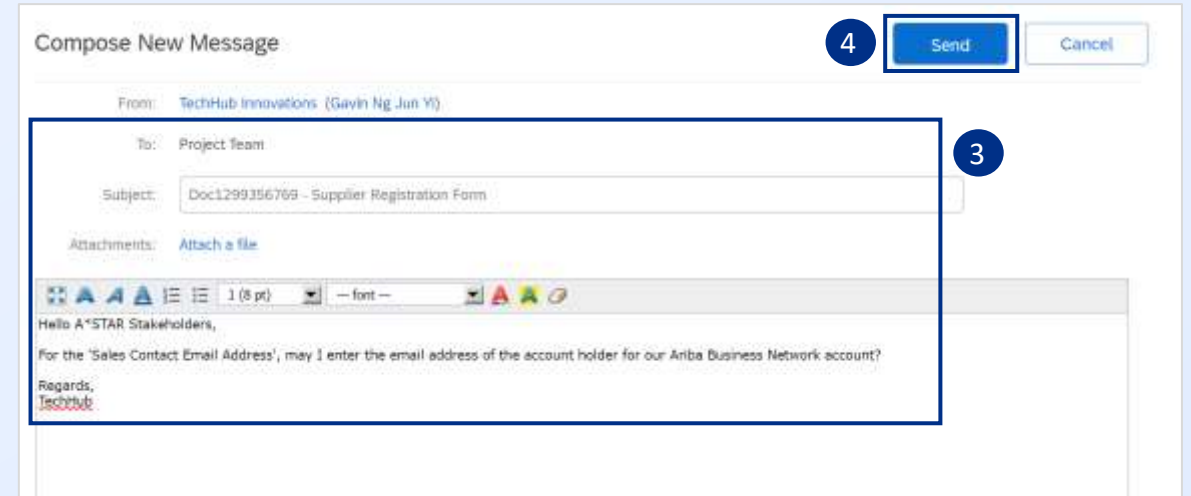 Compose New Message
4
Send
Cancel
From: TechHub Innovations (Gavin Ng Jun Yi)
To: Project Team
3
Subject: Doc1299356769 - Supplier Registration Form
Attachments: Attach a file
A A A 1 (8 pt) — font — A A
Hello A*STAR Stakeholders,
For the 'Sales Contact Email Address', may I enter the email address of the account holder for our Ariba Business Network account?
Regards,
TechHub